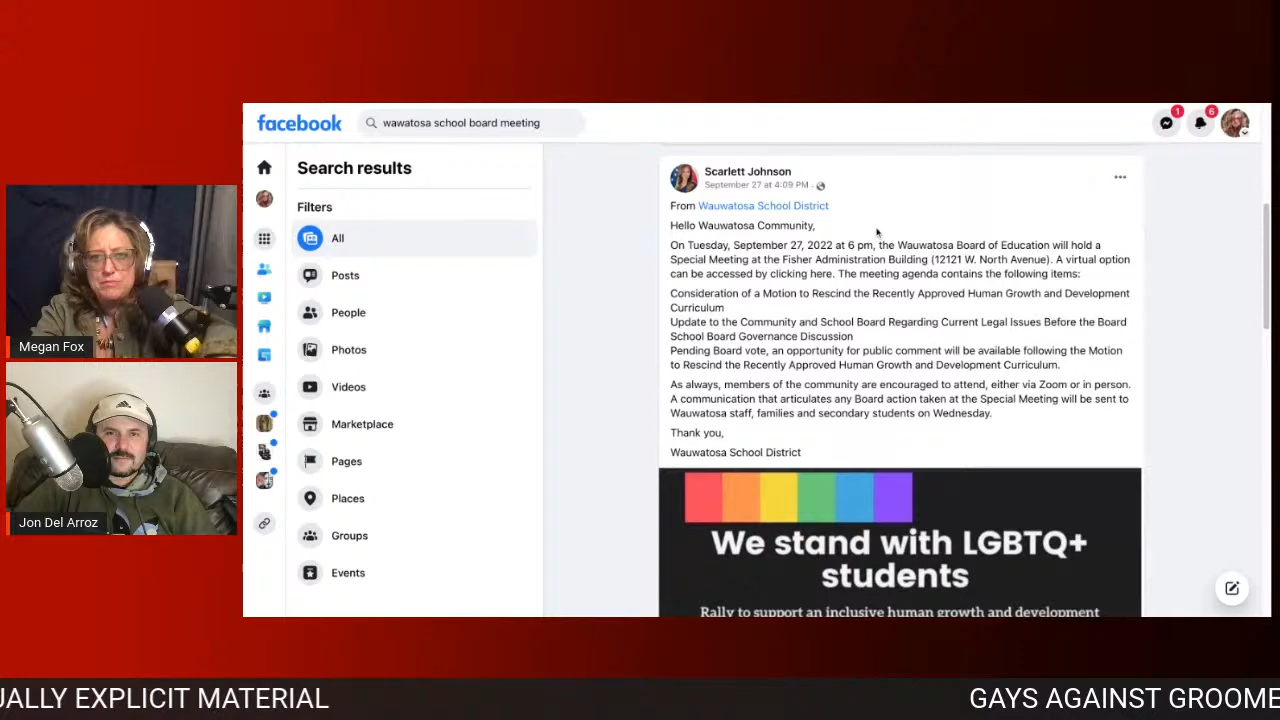 facebook
wawatosa school board meeting
1
6
Search results
Filters
All
Posts
People
Photos
Videos
Marketplace
Pages
Places
Groups
Events
Scarlett Johnson
September 27 at 4:09 PM ·
From Wauwatosa School District
Hello Wauwatosa Community,
On Tuesday, September 27, 2022 at 6 pm, the Wauwatosa Board of Education will hold a
Special Meeting at the Fisher Administration Building (12121 W. North Avenue). A virtual option
can be accessed by clicking here. The meeting agenda contains the following items:
Consideration of a Motion to Rescind the Recently Approved Human Growth and Development
Curriculum
Update to the Community and School Board Regarding Current Legal Issues Before the Board
School Board Governance Discussion
Pending Board vote, an opportunity for public comment will be available following the Motion
to Rescind the Recently Approved Human Growth and Development Curriculum.
As always, members of the community are encouraged to attend, either via Zoom or in person.
A communication that articulates any Board action taken at the Special Meeting will be sent to
Wauwatosa staff, families and secondary students on Wednesday.
Thank you,
Wauwatosa School District
We stand with LGBTQ+
students
Rally to support an inclusive human growth and development
Megan Fox
Jon Del Arroz
UALLY EXPLICIT MATERIAL
GAYS AGAINST GROOME